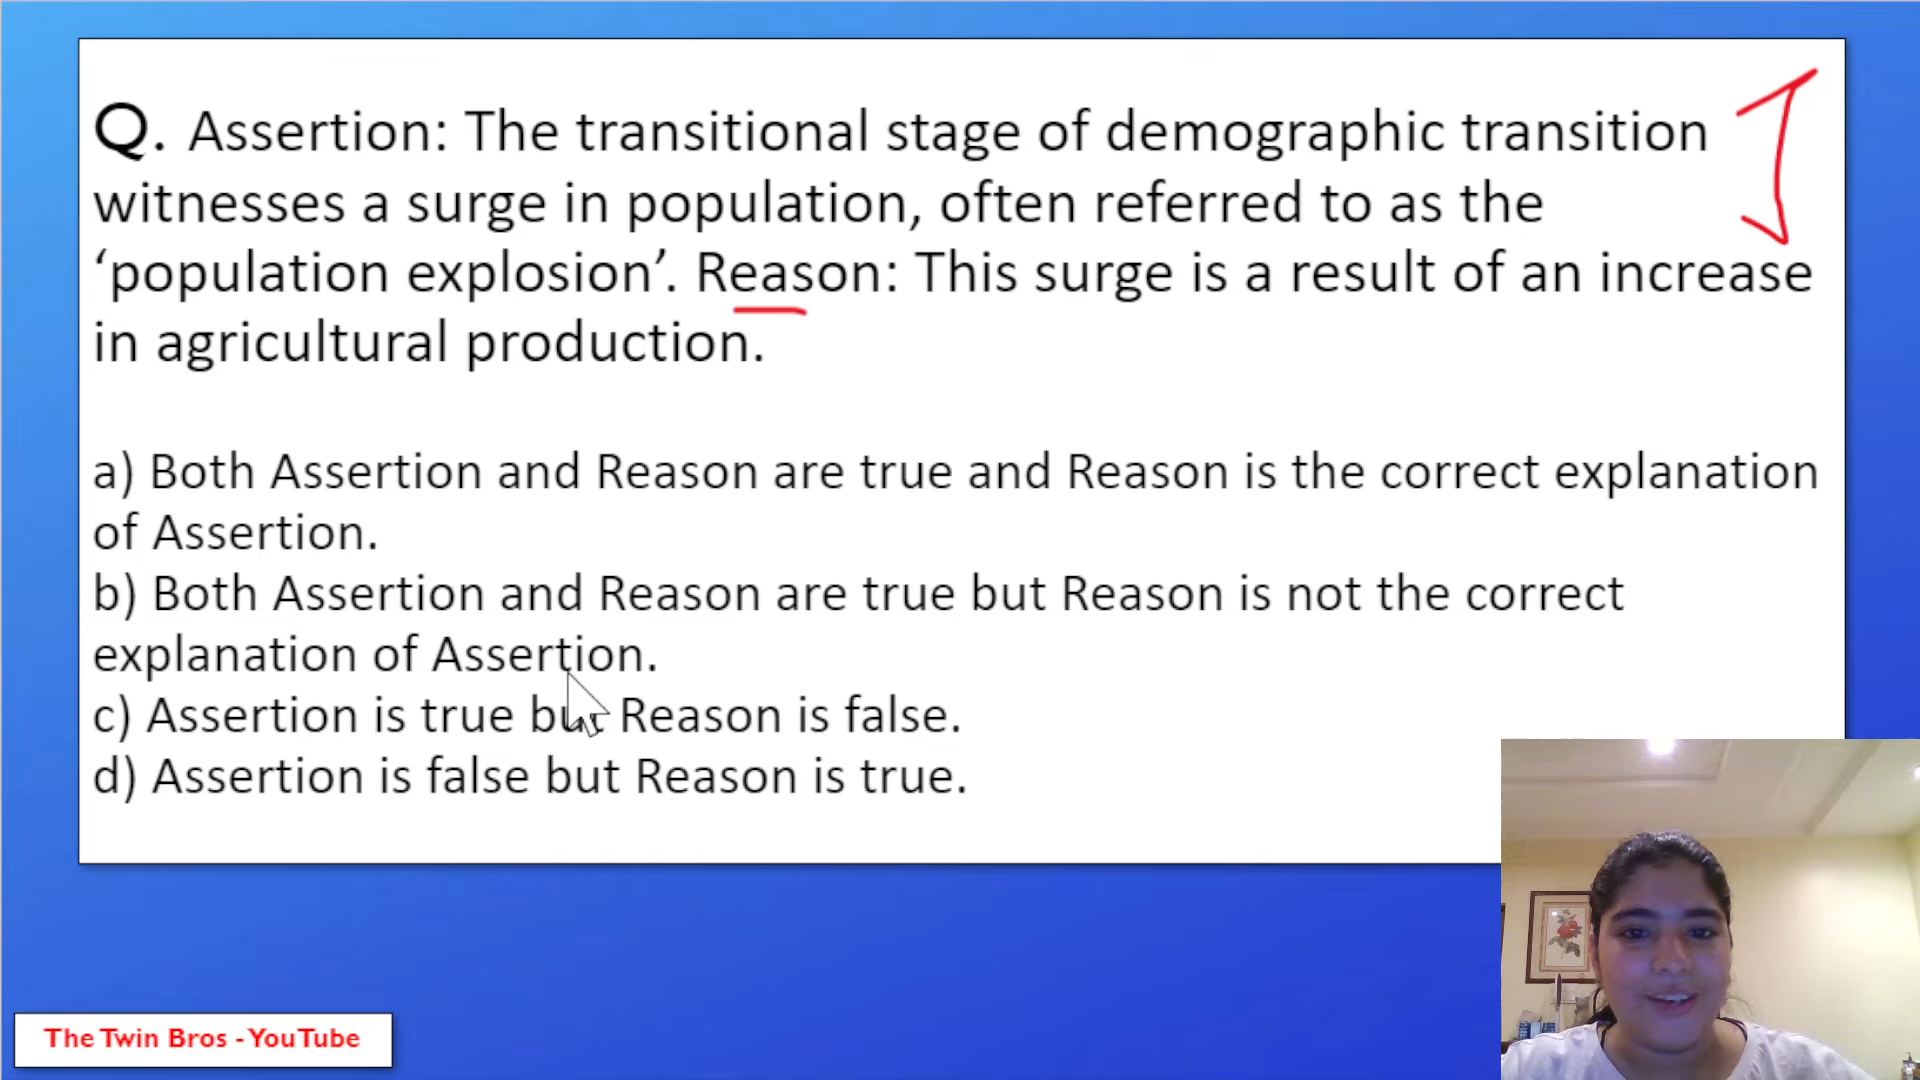 Q. Assertion: The transitional stage of demographic transition
witnesses a surge in population, often referred to as the
‘population explosion’. Reason: This surge is a result of an increase
in agricultural production.
a) Both Assertion and Reason are true and Reason is the correct explanation
of Assertion.
b) Both Assertion and Reason are true but Reason is not the correct
explanation of Assertion.
c) Assertion is true but Reason is false.
d) Assertion is false but Reason is true.
The Twin Bros - YouTube